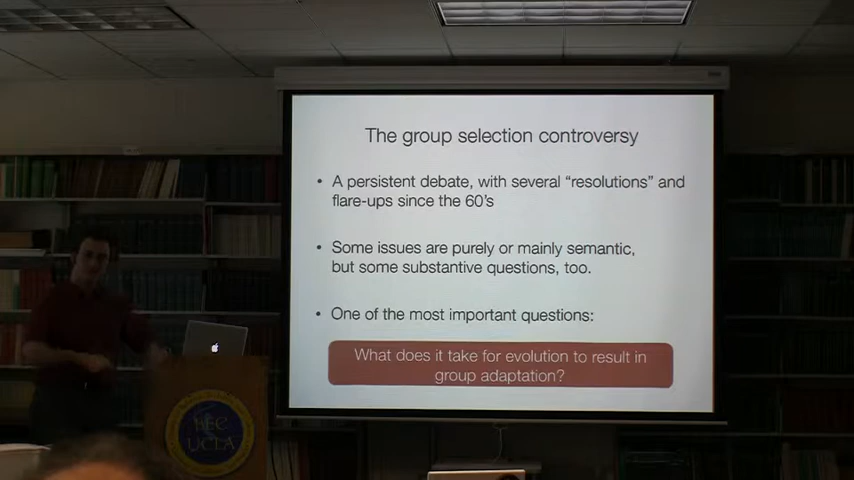 The group selection controversy
• A persistent debate, with several “resolutions” and
flare-ups since the 60's
• Some issues are purely or mainly semantic,
but some substantive questions, too.
• One of the most important questions:
What does it take for evolution to result in
group adaptation?
BEC
UCLA